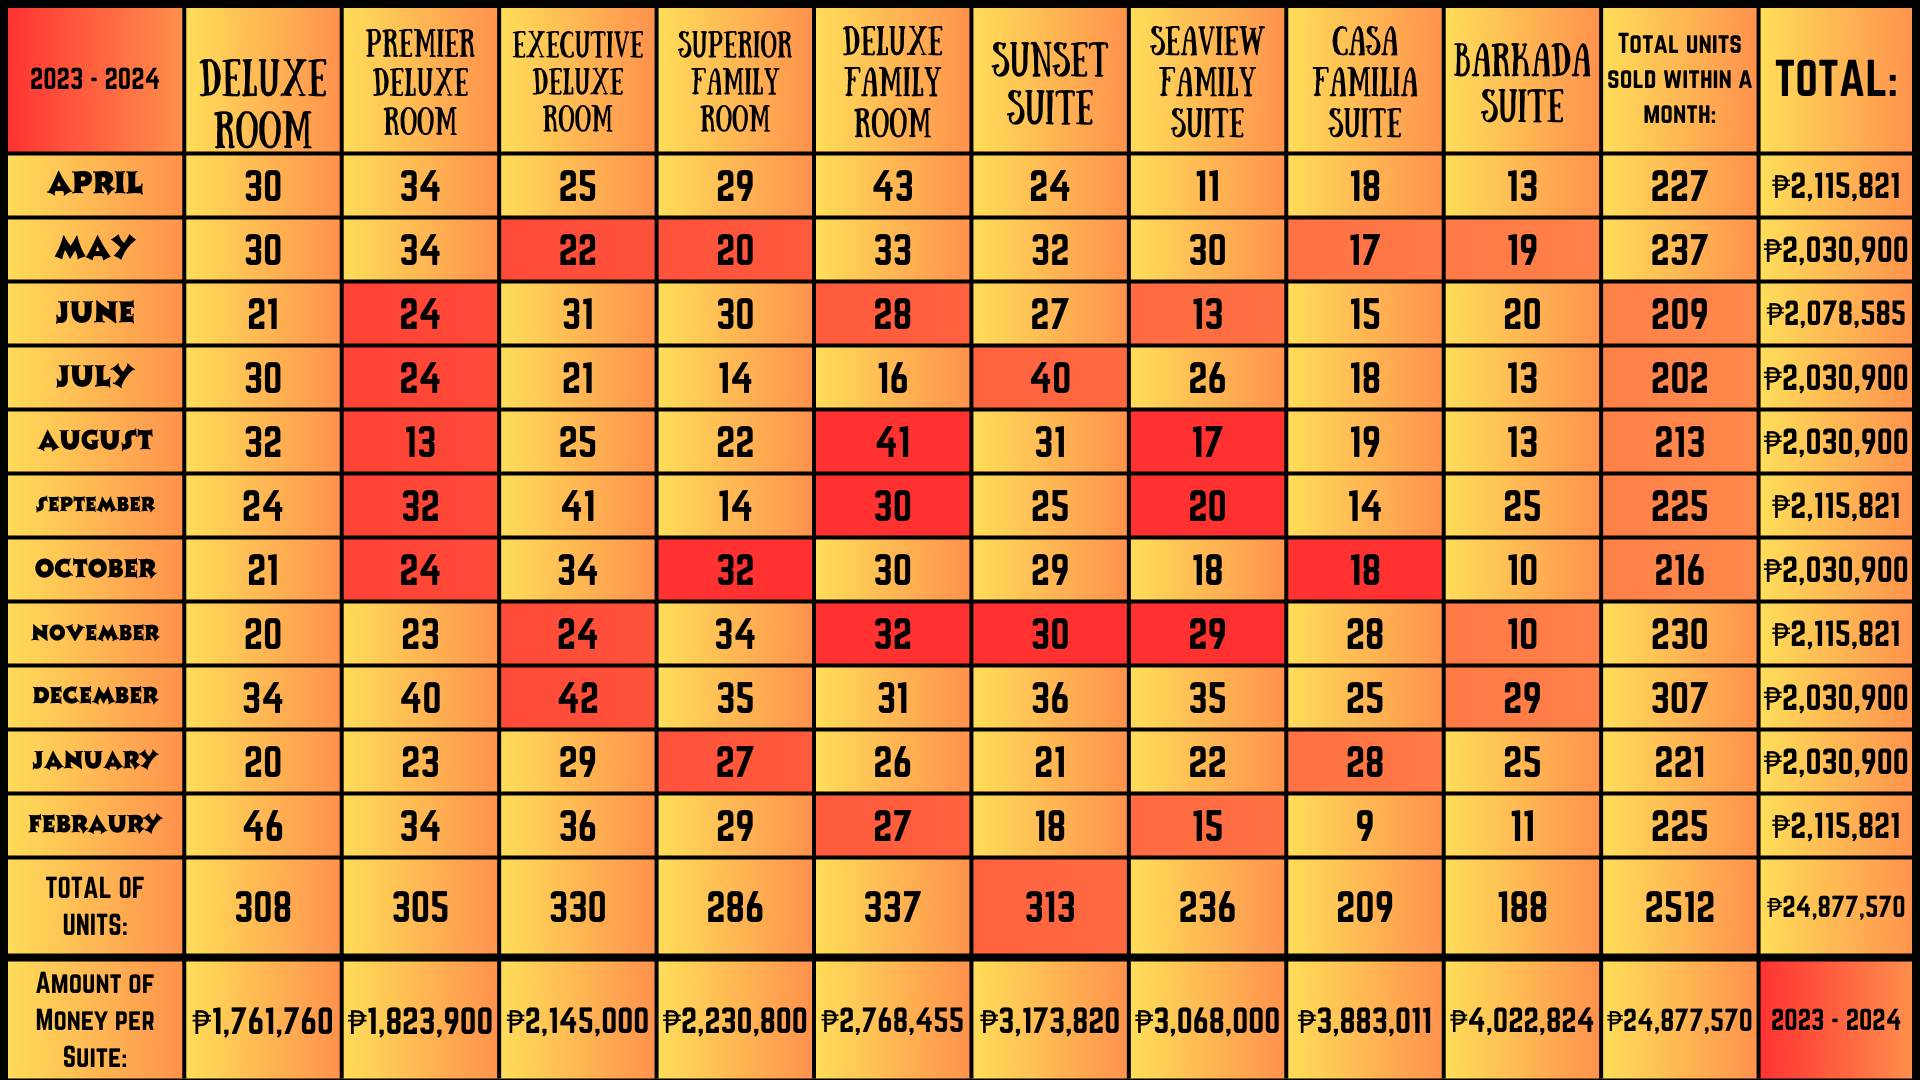 2023 - 2024 DELUXE ROOM PREMIER DELUXE ROOM EXECUTIVE DELUXE ROOM SUPERIOR FAMILY ROOM DELUXE FAMILY ROOM SUNSET SUITE SEAVIEW FAMILY SUITE CASA FAMILIA SUITE BARKADA SUITE TOTAL UNITS SOLD WITHIN A MONTH: TOTAL:
APRIL 30 34 25 29 43 24 11 18 13 227 ₱2,115,821
MAY 30 34 22 20 33 32 30 17 19 237 ₱2,030,900
JUNE 21 24 31 30 28 27 13 15 20 209 ₱2,078,585
JULY 30 24 21 14 16 40 26 18 13 202 ₱2,030,900
AUGUST 32 13 25 22 41 31 17 19 13 213 ₱2,030,900
SEPTEMBER 24 32 41 14 30 25 20 14 25 225 ₱2,115,821
OCTOBER 21 24 34 32 30 29 18 18 10 216 ₱2,030,900
NOVEMBER 20 23 24 34 32 30 29 28 10 230 ₱2,115,821
DECEMBER 34 40 42 35 31 36 35 25 29 307 ₱2,030,900
JANUARY 20 23 29 27 26 21 22 28 25 221 ₱2,030,900
FEBRAURY 46 34 36 29 27 18 15 9 11 225 ₱2,115,821
TOTAL OF UNITS: 308 305 330 286 337 313 236 209 188 2512 ₱24,877,570
AMOUNT OF MONEY PER SUITE: ₱1,761,760 ₱1,823,900 ₱2,145,000 ₱2,230,800 ₱2,768,455 ₱3,173,820 ₱3,068,000 ₱3,883,011 ₱4,022,824 ₱24,877,570 2023 - 2024